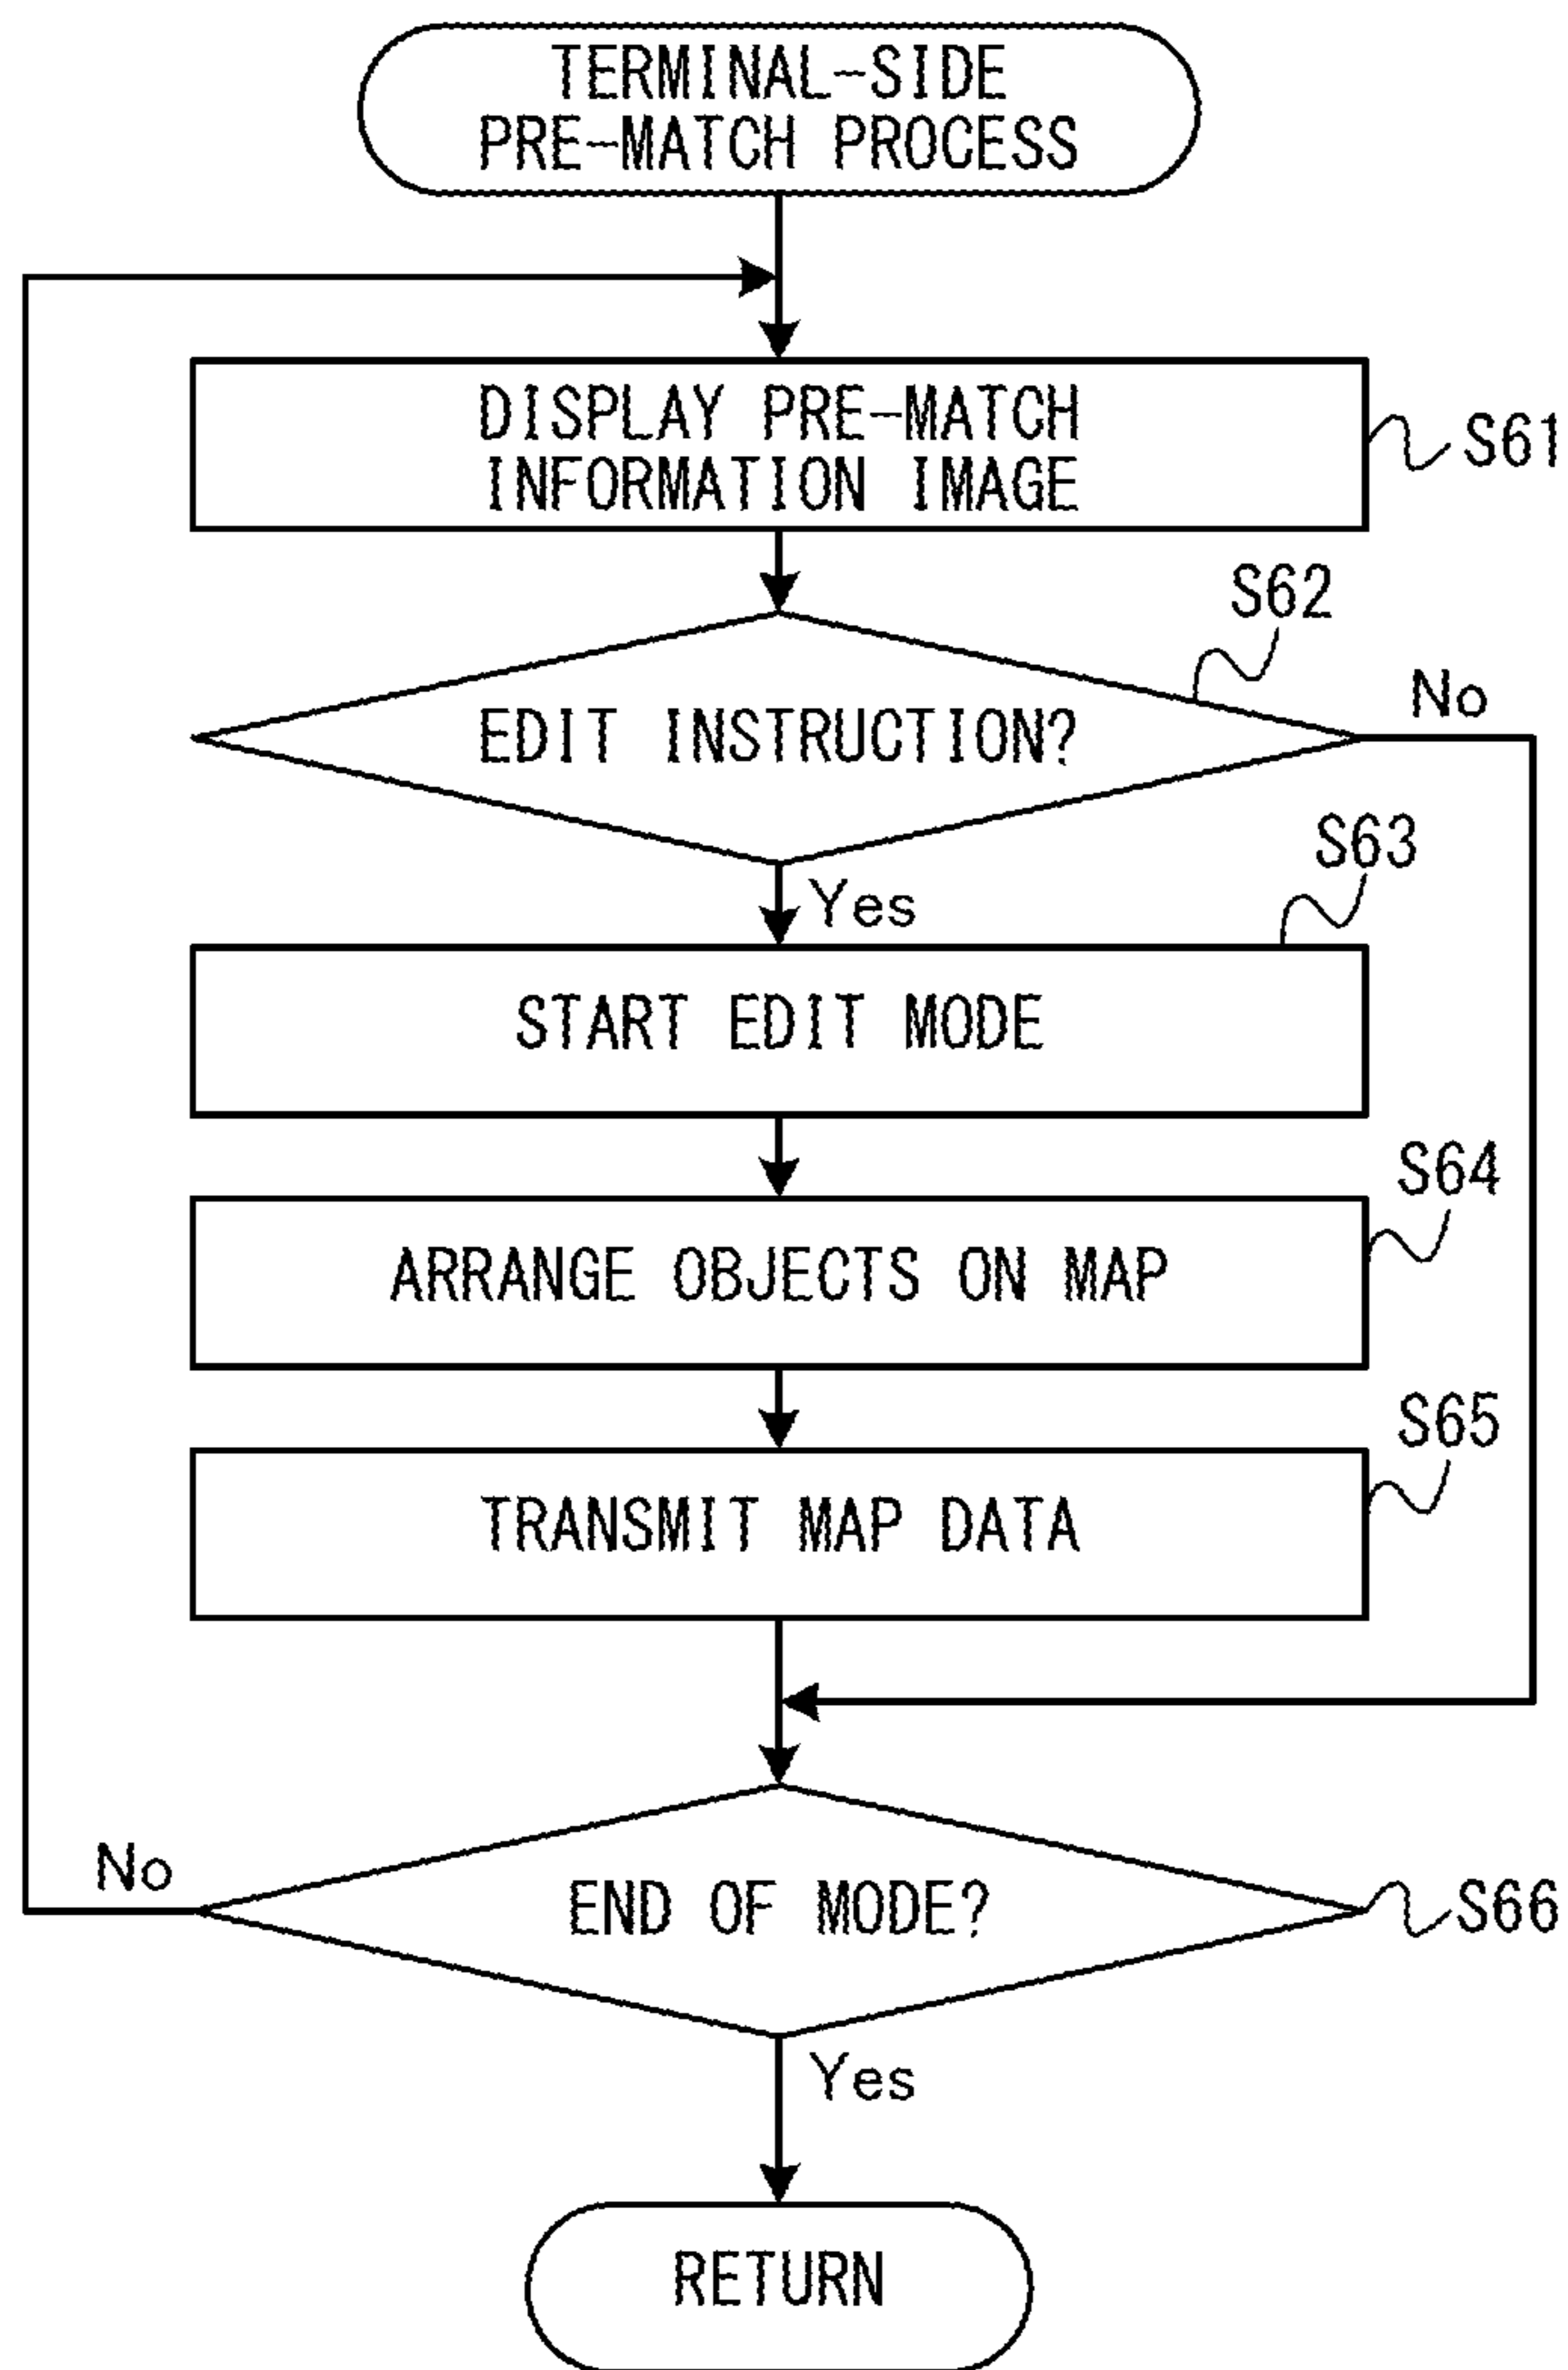 TERMINAL-SIDE
PRE-MATCH PROCESS
DISPLAY PRE-MATCH
INFORMATION IMAGE
S61
S62
EDIT INSTRUCTION?
No
Yes
S63
START EDIT MODE
S64
ARRANGE OBJECTS ON MAP
S65
TRANSMIT MAP DATA
No
END OF MODE?
S66
Yes
RETURN